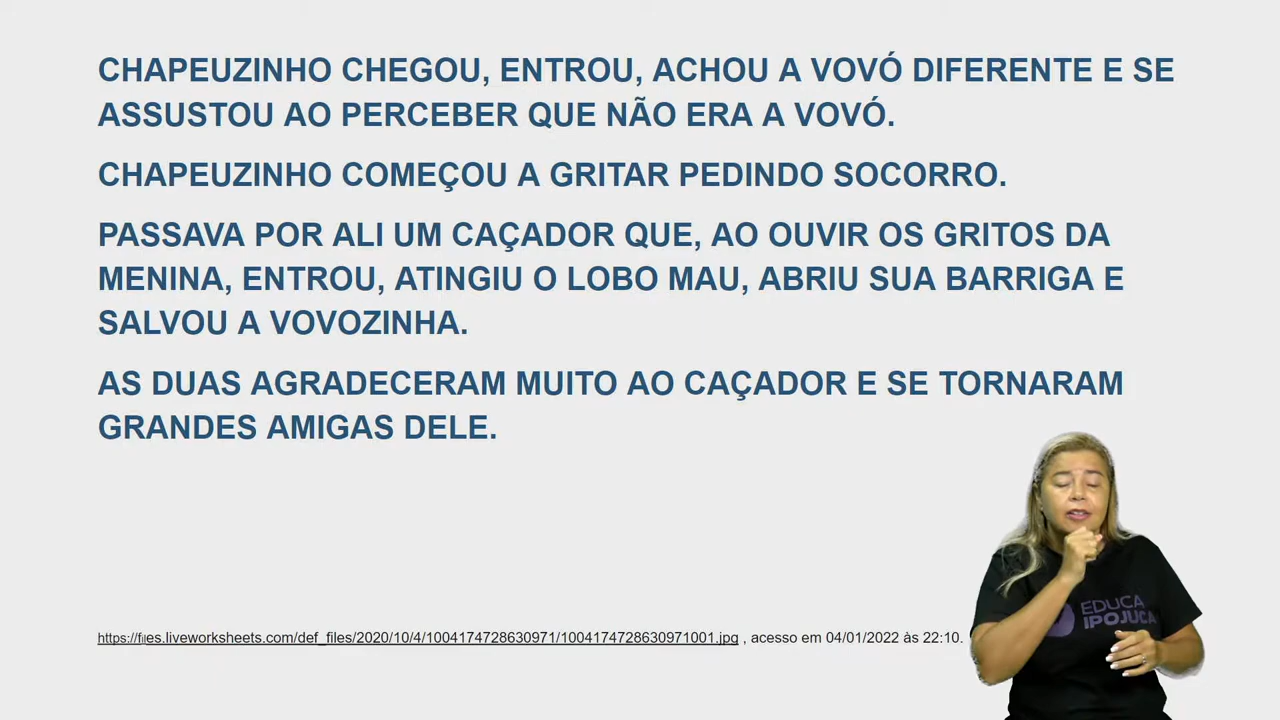 CHAPEUZINHO CHEGOU, ENTROU, ACHOU A VOVÓ DIFERENTE E SE
ASSUSTOU AO PERCEBER QUE NÃO ERA A VOVÓ.
CHAPEUZINHO COMEÇOU A GRITAR PEDINDO SOCORRO.
PASSAVA POR ALI UM CAÇADOR QUE, AO OUVIR OS GRITOS DA
MENINA, ENTROU, ATINGIU O LOBO MAU, ABRIU SUA BARRIGA E
SALVOU A VOVOZINHA.
AS DUAS AGRADECERAM MUITO AO CAÇADOR E SE TORNARAM
GRANDES AMIGAS DELE.
https://files.liveworksheets.com/def_files/2020/10/4/1004174728630971/1004174728630971001.jpg , acesso em 04/01/2022 às 22:10.
EDUCA
IPOJUCA